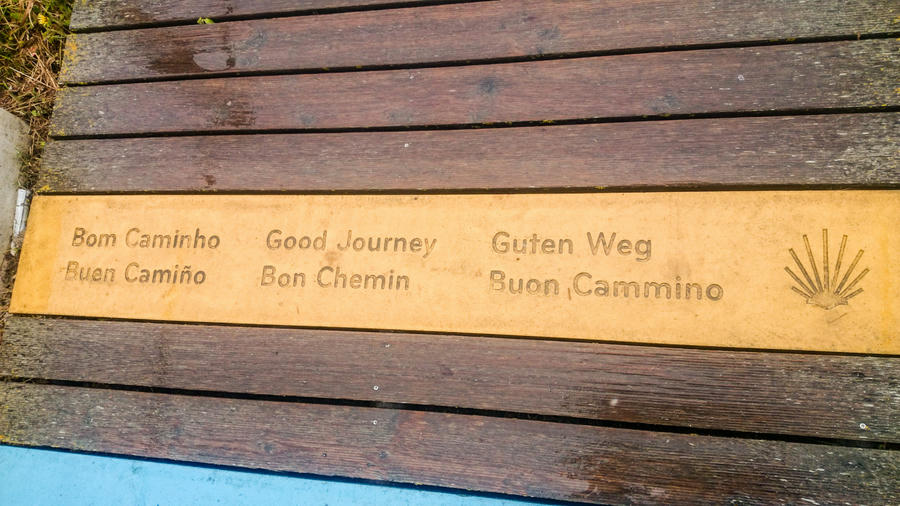 Bom Caminho
Buen Camiño
Good Journey
Bon Chemin
Guten Weg
Buon Cammino